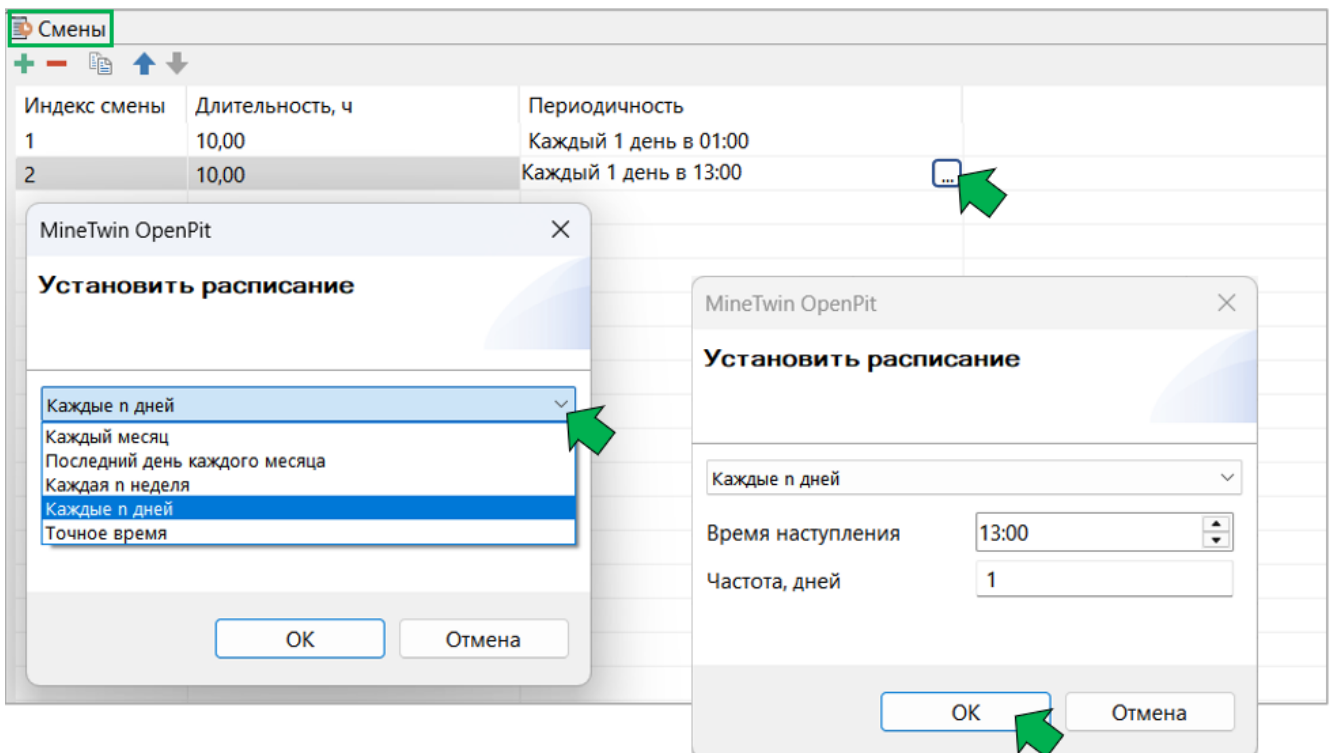 Смены
Индекс смены Длительность, ч Периодичность
1 10,00 Каждый 1 день в 01:00
2 10,00 Каждый 1 день в 13:00 ...
MineTwin OpenPit
Установить расписание
Каждые n дней
Каждый месяц
Последний день каждого месяца
Каждая n неделя
Каждые n дней
Точное время
OK Отмена
MineTwin OpenPit
Установить расписание
Каждые n дней
Время наступления 13:00
Частота, дней 1
OK Отмена